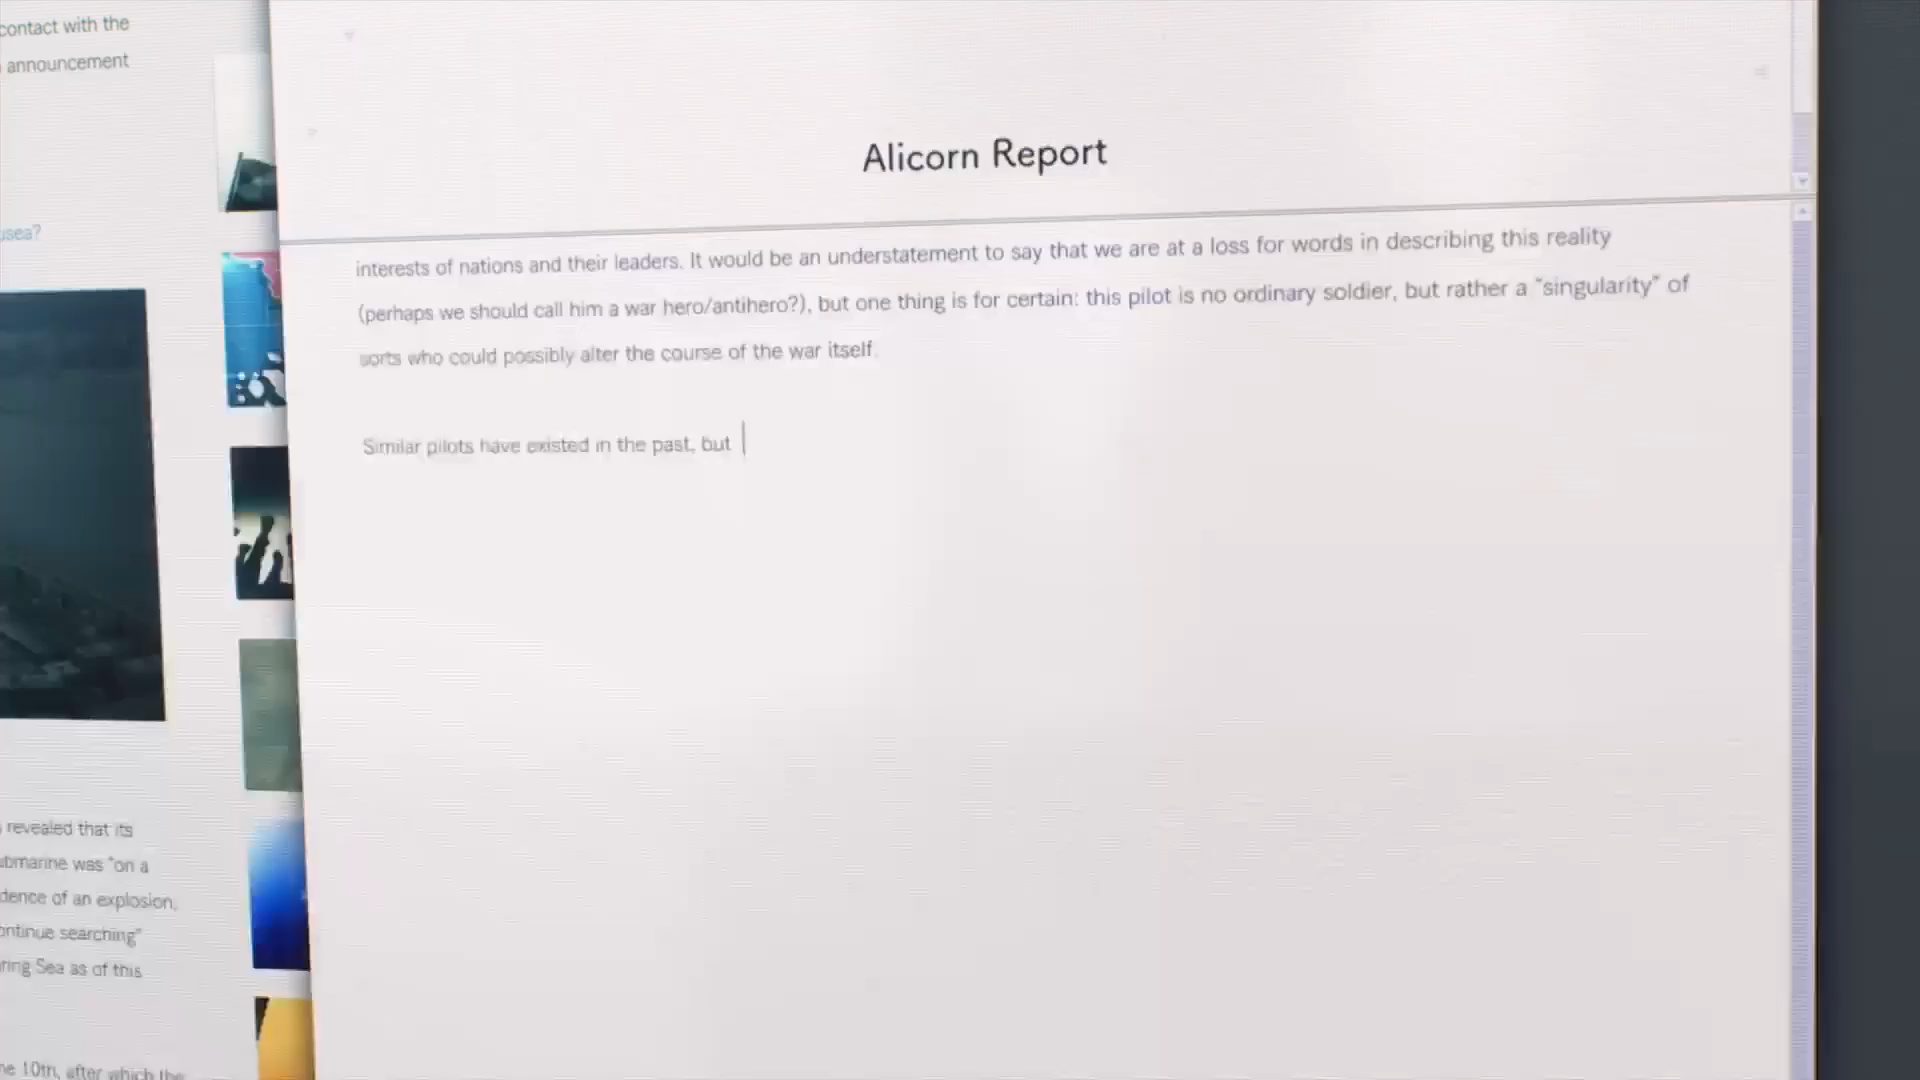 contact with the
announcement
usea?
revealed that its
ubmarine was "on a
dence of an explosion,
ontinue searching"
ring Sea as of this
ne 10th, after which the
Alicorn Report
interests of nations and their leaders. It would be an understatement to say that we are at a loss for words in describing this reality
(perhaps we should call him a war hero/antihero?), but one thing is for certain: this pilot is no ordinary soldier, but rather a "singularity" of
sorts who could possibly alter the course of the war itself.
Similar pilots have existed in the past, but